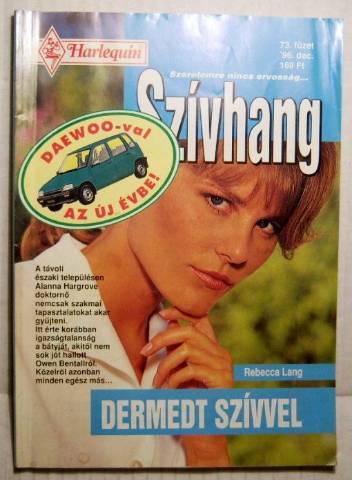 Harlequin
73. füzet
'96. dec.
169 Ft
Szerelemre nincs orvosság...
Szívhang
DAEWOO-val
AZ ÚJ ÉVBE!
A távoli
északi településen
Alanna Hargrove
doktornő
nemcsak szakmai
tapasztalatokat akar
gyűjteni.
Itt érte korábban
igazságtalanság
a bátyját, akitől nem
sok jót hallott
Owen Bentallról.
Közelről azonban
minden egész más...
Rebecca Lang
DERMEDT SZÍVVEL